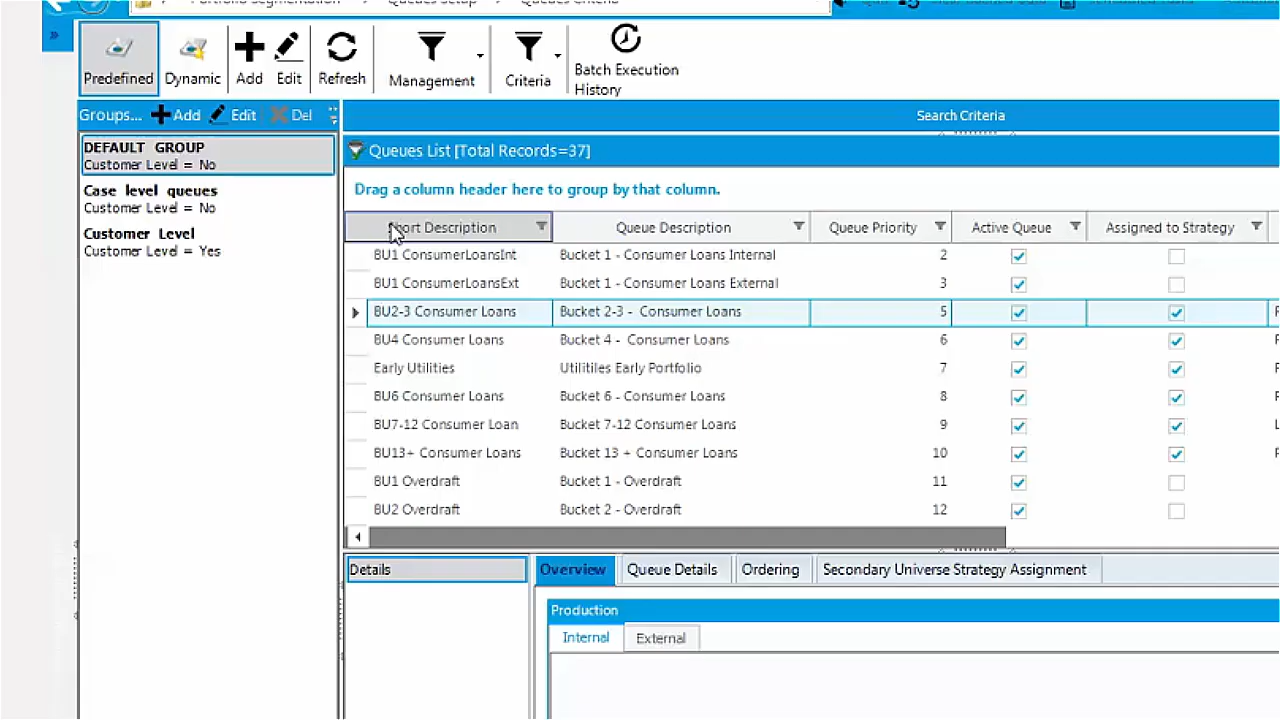 Predefined Dynamic Add Edit Refresh Management Criteria Batch Execution History
Groups... Add Edit Del
Search Criteria
DEFAULT GROUP
Customer Level = No
Case level queues
Customer Level = No
Customer Level
Customer Level = Yes
Queues List [Total Records=37]
Drag a column header here to group by that column.
Short Description Queue Description Queue Priority Active Queue Assigned to Strategy
BU1 ConsumerLoansInt Bucket 1 - Consumer Loans Internal 2
BU1 ConsumerLoansExt Bucket 1 - Consumer Loans External 3
BU2-3 Consumer Loans Bucket 2-3 - Consumer Loans 5
BU4 Consumer Loans Bucket 4 - Consumer Loans 6
Early Utilities Utilitiles Early Portfolio 7
BU6 Consumer Loans Bucket 6 - Consumer Loans 8
BU7-12 Consumer Loan Bucket 7-12 Consumer Loans 9
BU13+ Consumer Loans Bucket 13 + Consumer Loans 10
BU1 Overdraft Bucket 1 - Overdraft 11
BU2 Overdraft Bucket 2 - Overdraft 12
Details
Overview Queue Details Ordering Secondary Universe Strategy Assignment
Production
Internal External